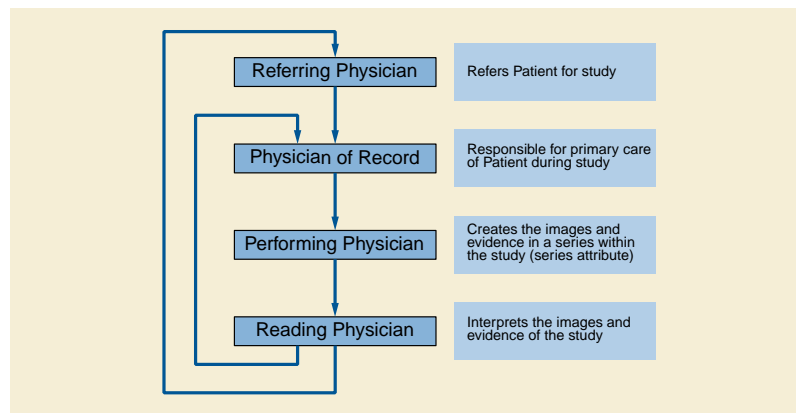 Referring Physician
Refers Patient for study
Physician of Record
Responsible for primary care
of Patient during study
Performing Physician
Creates the images and
evidence in a series within
the study (series attribute)
Reading Physician
Interprets the images and
evidence of the study